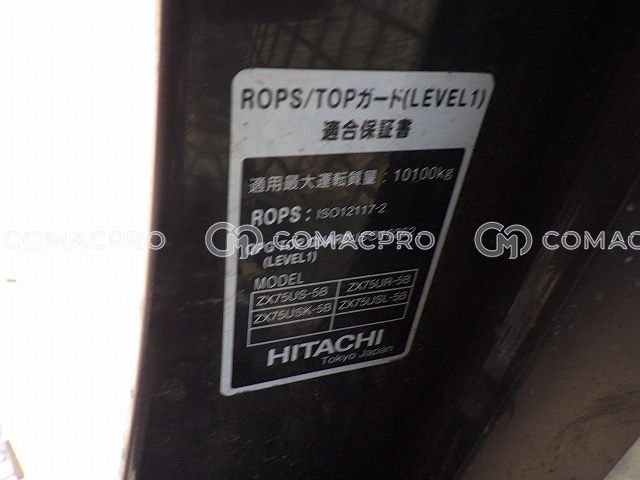 ROPS/TOPガード(LEVEL1)
適合保証書
適用最大運転質量：10100kg
ROPS：ISO12117-2
(LEVEL1)
MODEL
ZX75US-5B ZX75UR-5B
ZX75USK-5B ZX75USL-5B
HITACHI
Tokyo Japan
COMACPRO COMACPRO COMACPRO